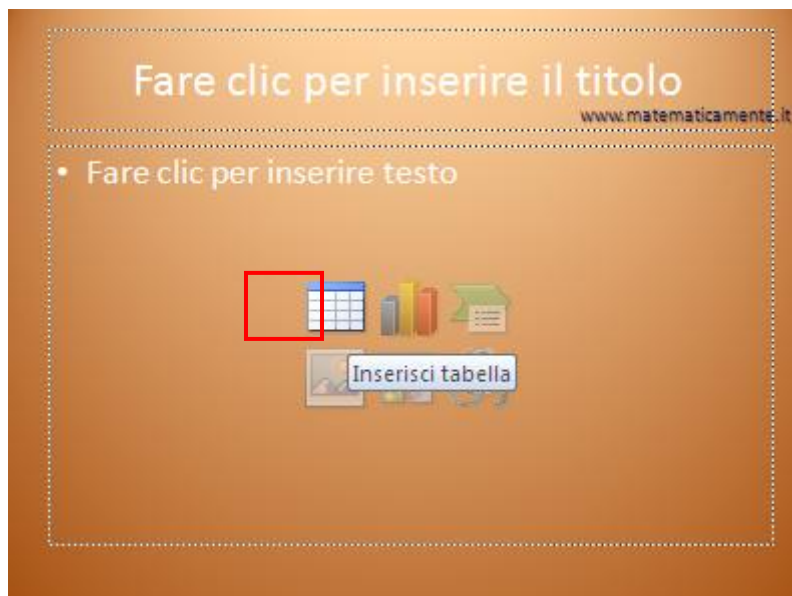 Fare clic per inserire il titolo
www.matematicamente.it
• Fare clic per inserire testo
Inserisci tabella